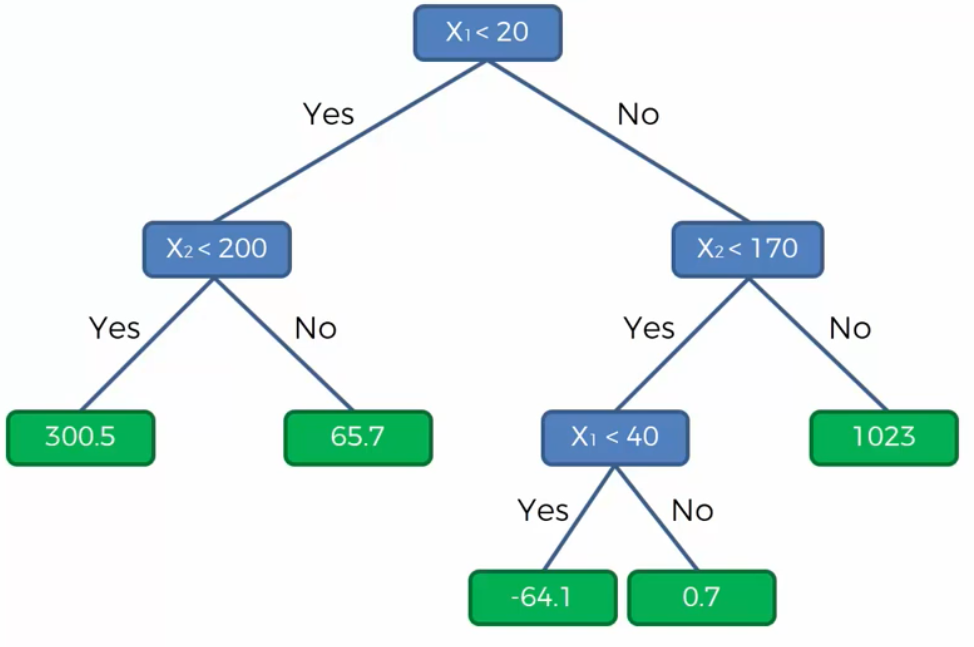 X₁ < 20
Yes
No
X₂ < 200
X₂ < 170
Yes
No
Yes
No
300.5
65.7
X₁ < 40
1023
Yes
No
-64.1
0.7